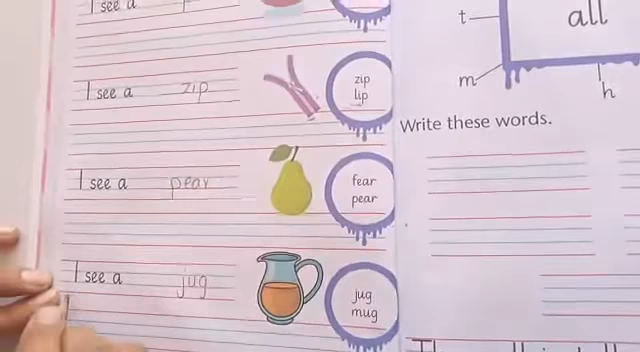 I see a
t
all
m
h
I see a zip
zip
lip
Write these words.
I see a pear
fear
pear
I see a jug
jug
mug